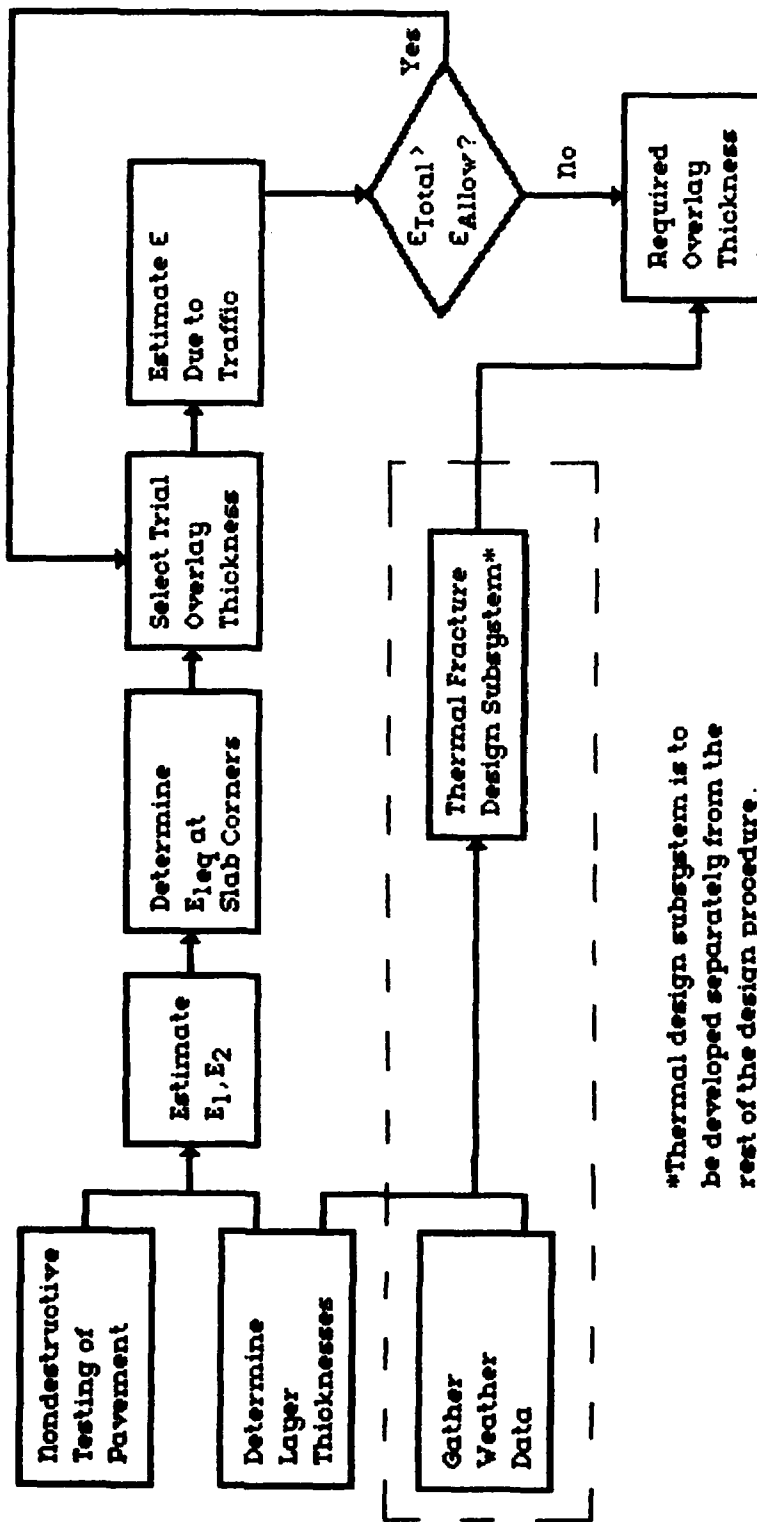 Nondestructive
Testing of
Pavement
Determine
Layer
Thicknesses
Gather
Weather
Data
Estimate
E1, E2
Determine
E1eq at
Slab Corners
Select Trial
Overlay
Thickness
Estimate ε
Due to
Traffic
εTotal >
εAllow?
Yes
No
Required
Overlay
Thickness
Thermal Fracture
Design Subsystem*
*Thermal design subsystem is to
be developed separately from the
rest of the design procedure.